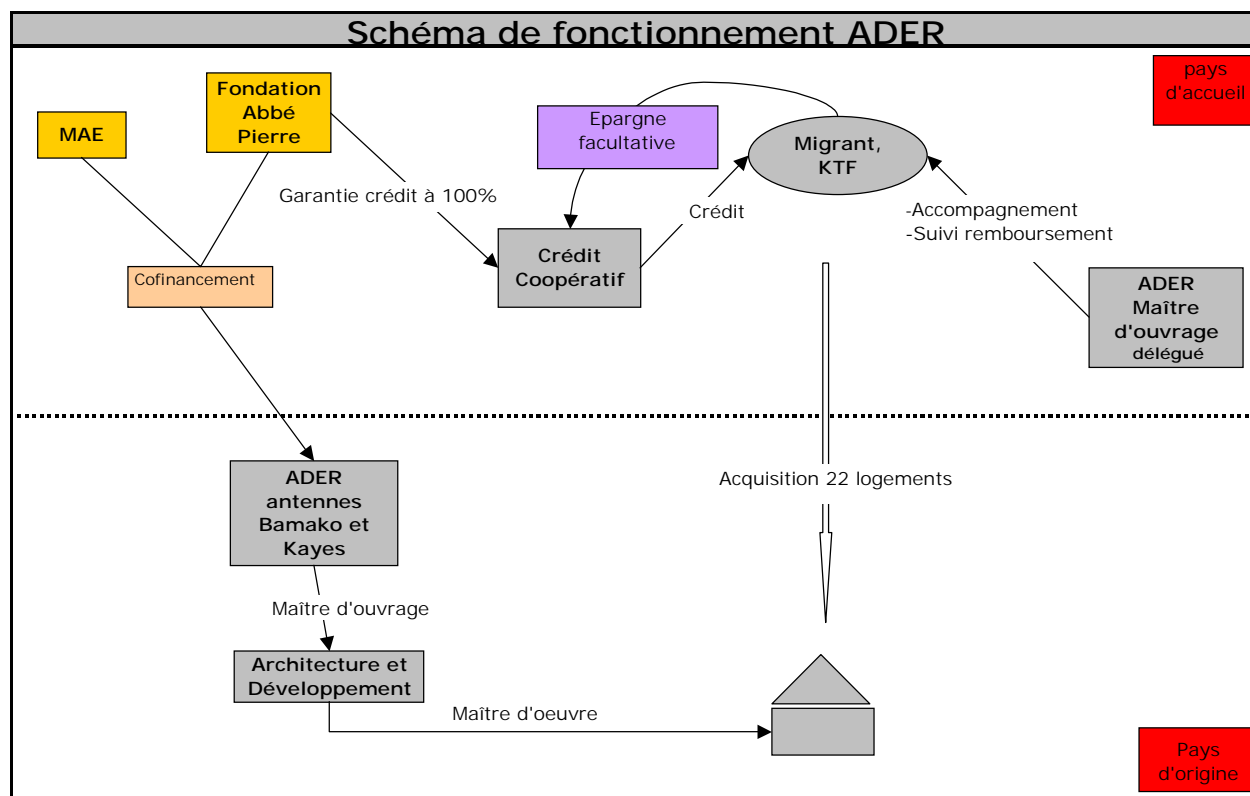 Schéma de fonctionnement ADER
pays
d'accueil
Fondation
Abbé
Pierre
MAE
Epargne
facultative
Migrant,
KTF
Garantie crédit à 100%
Crédit
-Accompagnement
-Suivi remboursement
Crédit
Coopératif
Cofinancement
ADER
Maître
d'ouvrage
délégué
ADER
antennes
Bamako et
Kayes
Acquisition 22 logements
Maître d'ouvrage
Architecture et
Développement
Maître d'oeuvre
Pays
d'origine